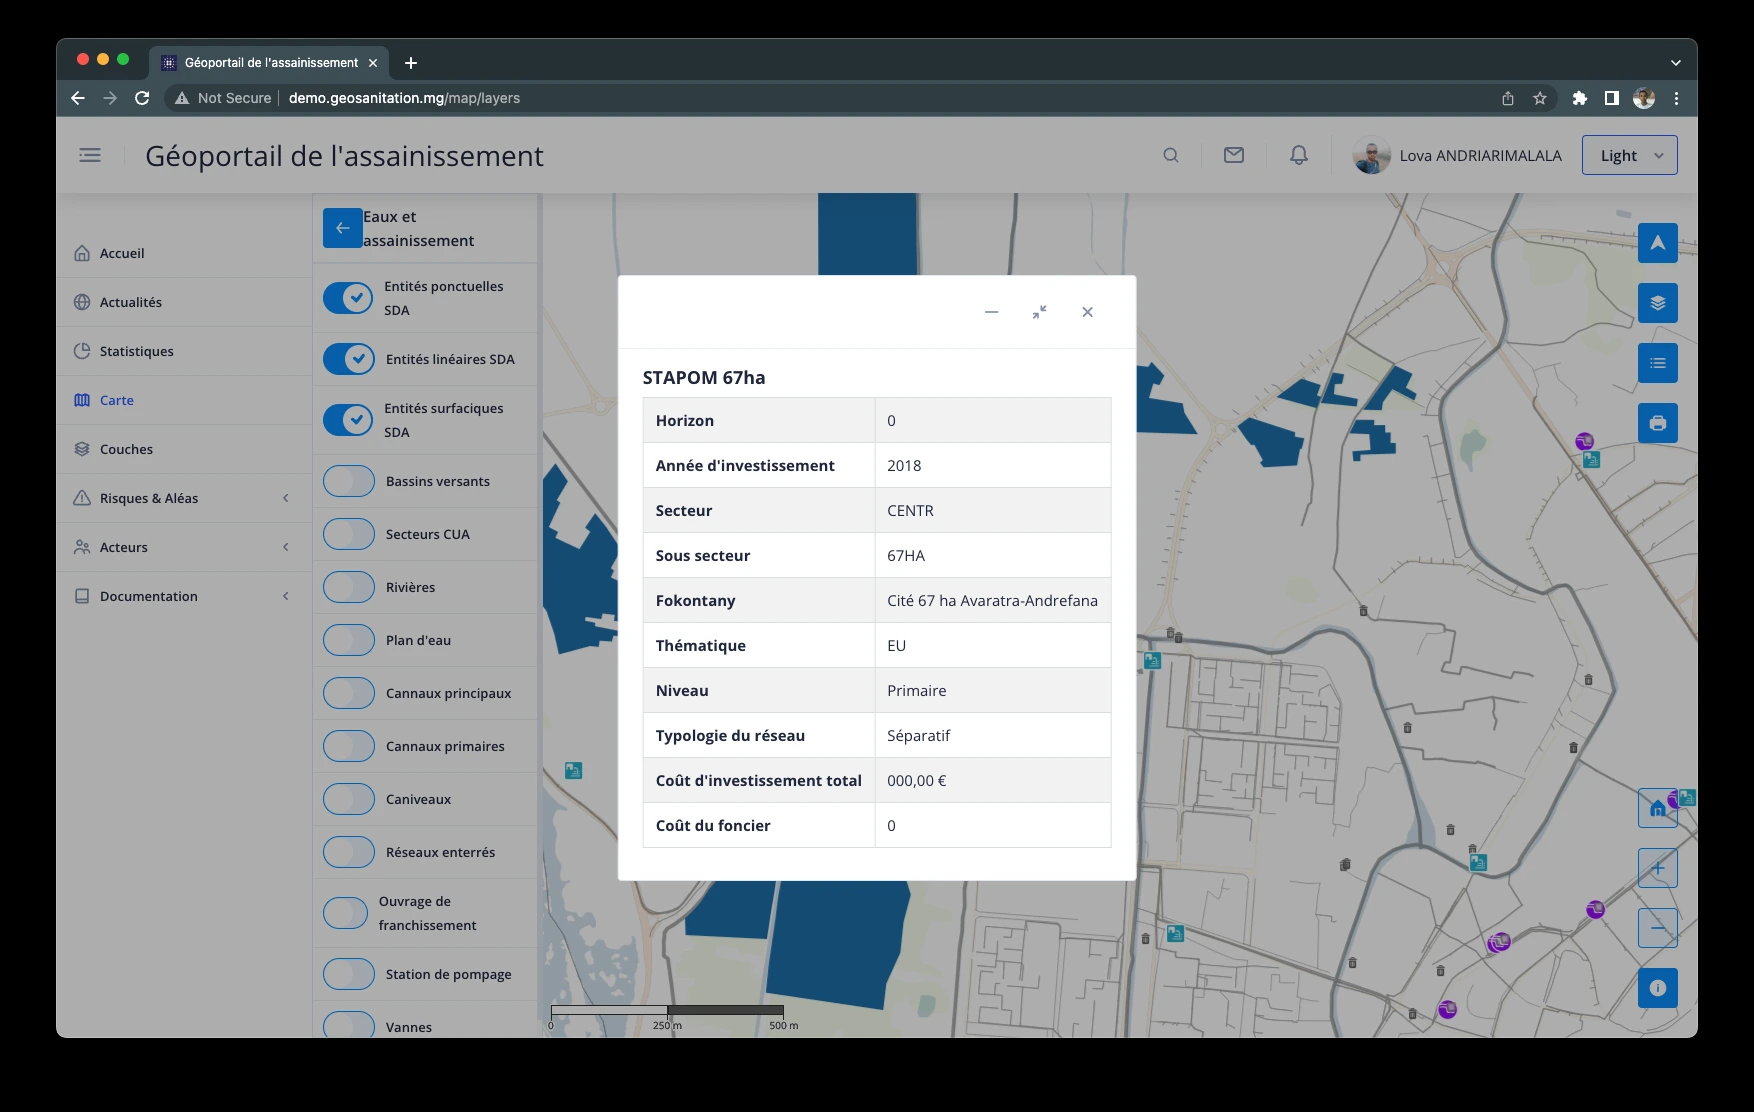 Géoportail de l'assainissement
Not Secure
demo.geosanitation.mg/map/layers
Géoportail de l'assainissement
Lova ANDRIARIMALALA
Light
Accueil
Actualités
Statistiques
Carte
Couches
Risques & Aléas
Acteurs
Documentation
Eaux et
assainissement
Entités ponctuelles
SDA
Entités linéaires SDA
Entités surfaciques
SDA
Bassins versants
Secteurs CUA
Rivières
Plan d'eau
Cannaux principaux
Cannaux primaires
Caniveaux
Réseaux enterrés
Ouvrage de
franchissement
Station de pompage
Vannes
STAPOM 67ha
Horizon 0
Année d'investissement 2018
Secteur CENTR
Sous secteur 67HA
Fokontany Cité 67 ha Avaratra-Andrefana
Thématique EU
Niveau Primaire
Typologie du réseau Séparatif
Coût d'investissement total 000,00 €
Coût du foncier 0
0 250 m 500 m